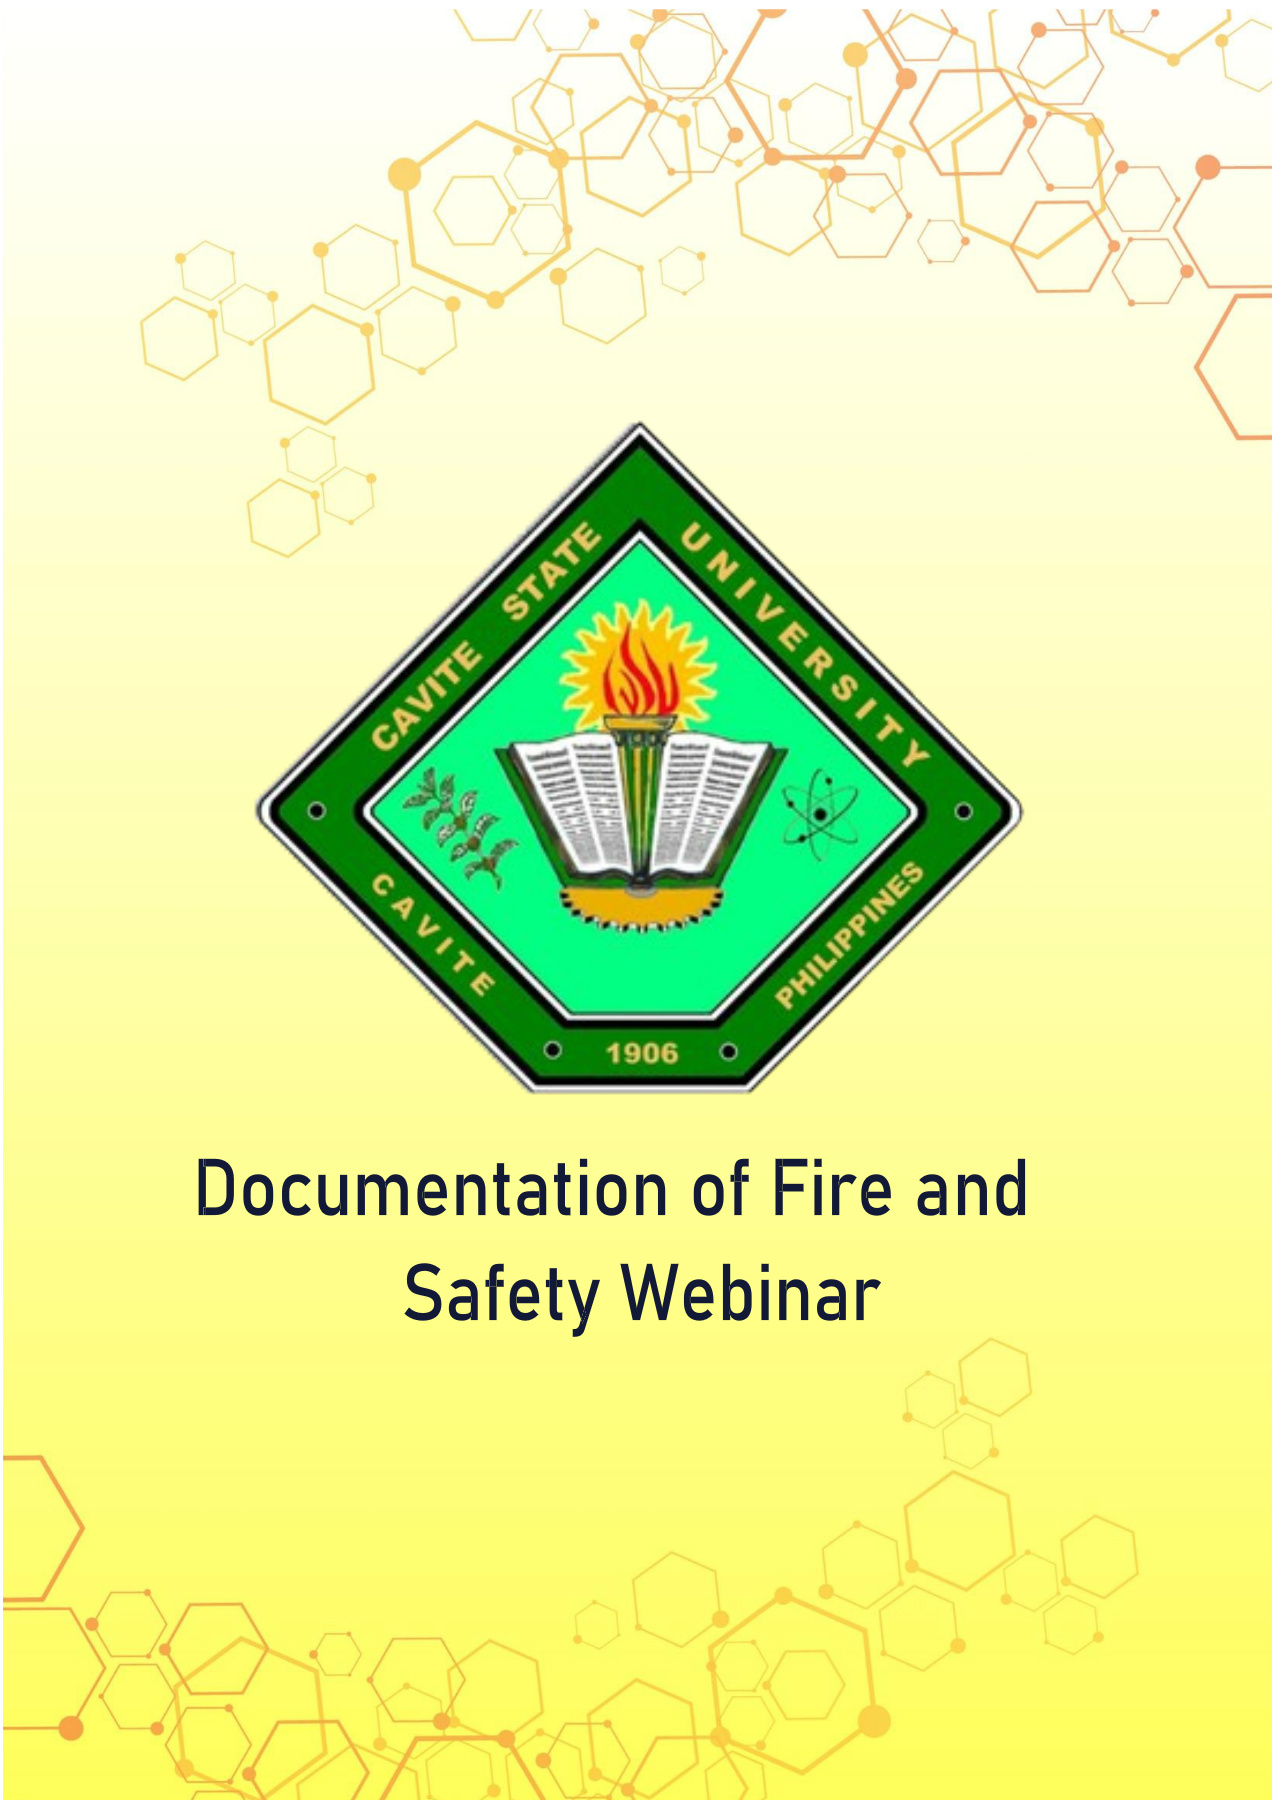 CAVITE STATE UNIVERSITY
CAVITE
PHILIPPINES
1906
Documentation of Fire and
Safety Webinar